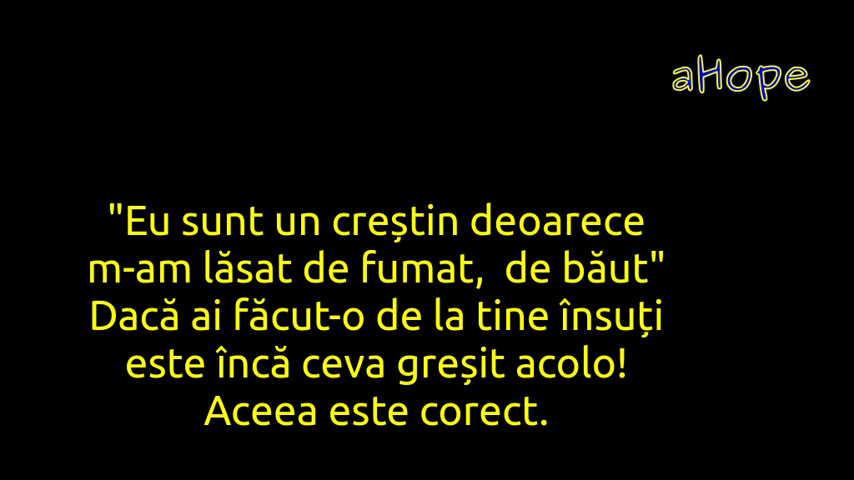 aHope
"Eu sunt un creștin deoarece
m-am lăsat de fumat,  de băut"
Dacă ai făcut-o de la tine însuți
este încă ceva greșit acolo!
Aceea este corect.